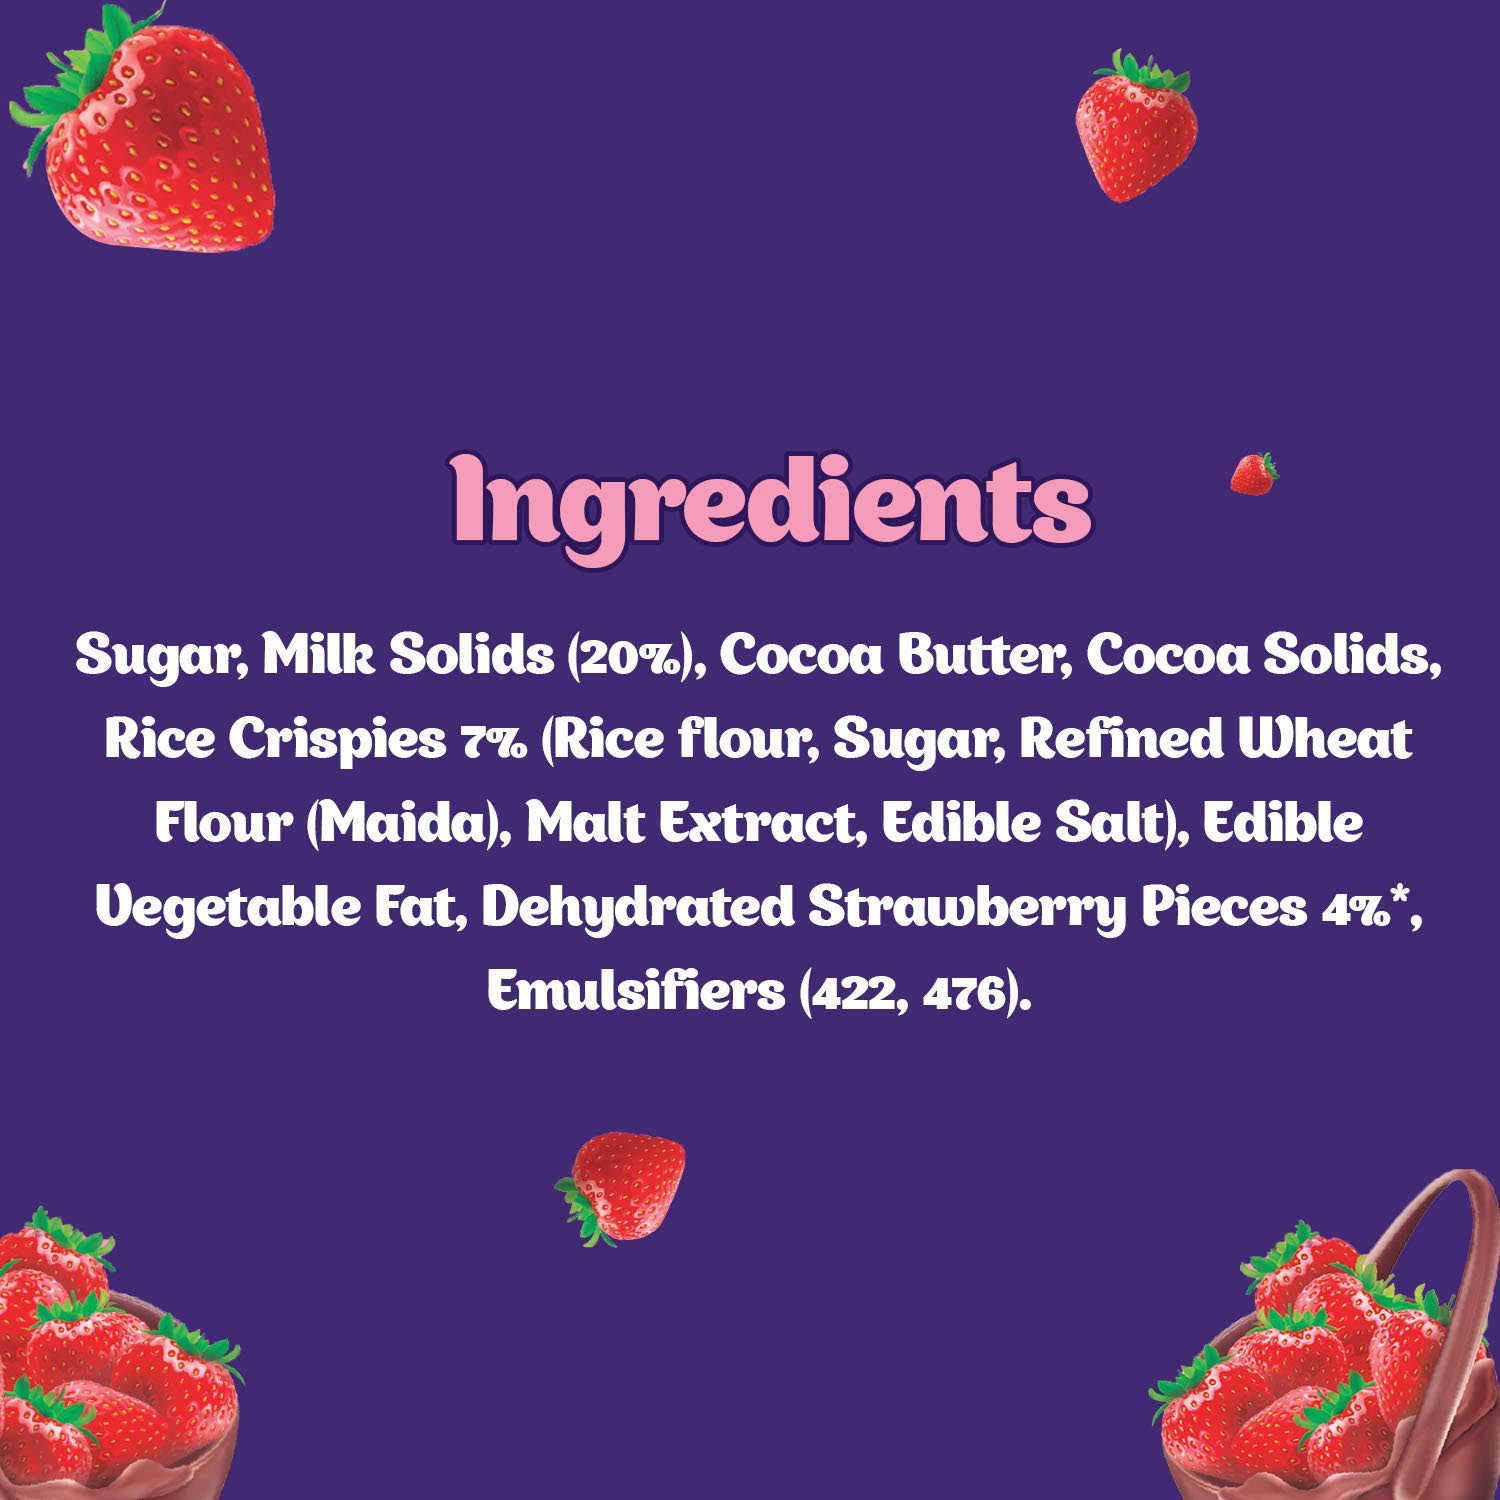 Ingredients
Sugar, Milk Solids (20%), Cocoa Butter, Cocoa Solids,
Rice Crispies 7% (Rice flour, Sugar, Refined Wheat
Flour (Maida), Malt Extract, Edible Salt), Edible
Vegetable Fat, Dehydrated Strawberry Pieces 4%*,
Emulsifiers (422, 476).